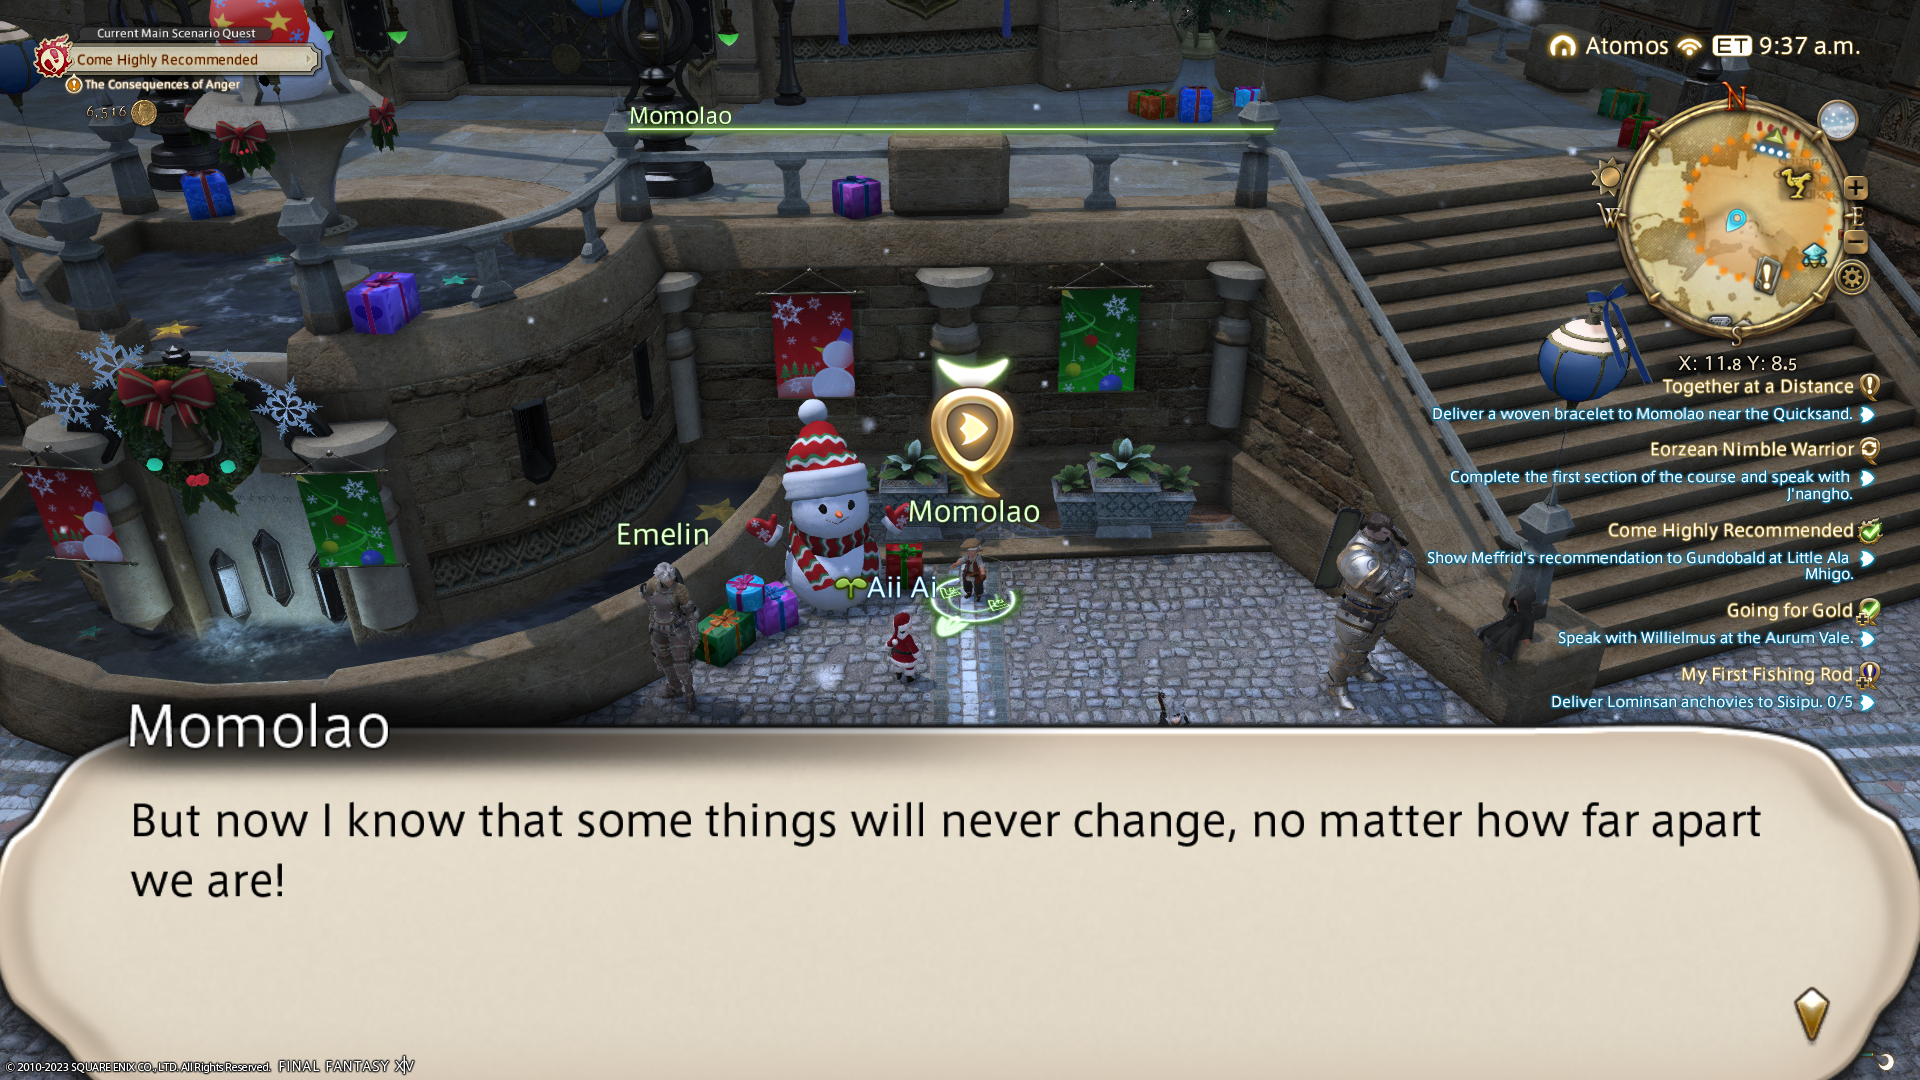 Current Main Scenario Quest
Come Highly Recommended
The Consequences of Anger
6,516
Momolao
Atomos ET 9:37 a.m.
N
W
E
S
X: 11.8 Y: 8.5
Together at a Distance
Deliver a woven bracelet to Momolao near the Quicksand.
Eorzean Nimble Warrior
Complete the first section of the course and speak with
J'nangho.
Come Highly Recommended
Show Meffrid's recommendation to Gundobald at Little Ala
Mhigo.
Going for Gold
Speak with Willielmus at the Aurum Vale.
My First Fishing Rod
Deliver Lominsan anchovies to Sisipu. 0/5
Momolao
Emelin
Aii Ai
Momolao
But now I know that some things will never change, no matter how far apart
we are!
© 2010-2023 SQUARE ENIX CO., LTD. All Rights Reserved. FINAL FANTASY XIV